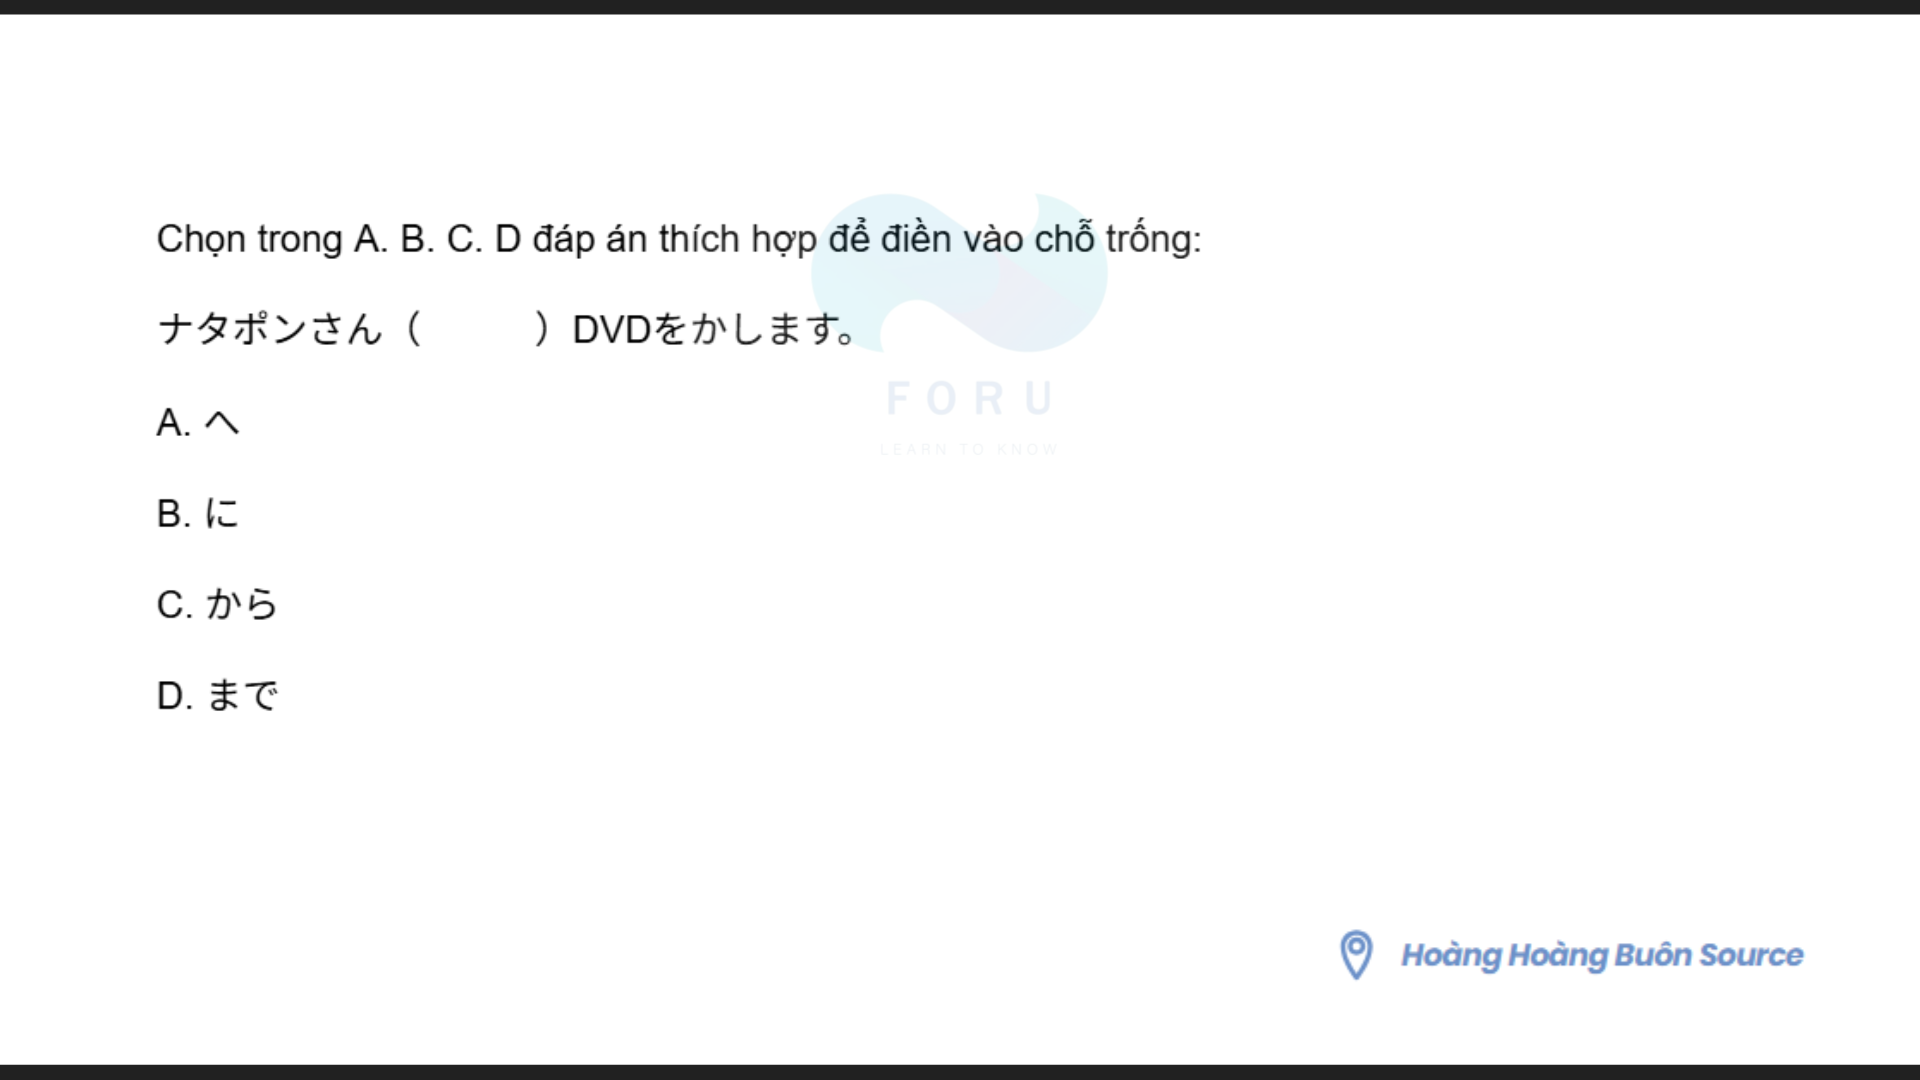 Chọn trong A. B. C. D đáp án thích hợp để điền vào chỗ trống:
ナタポンさん（　　　）DVDをかします。
A. へ
B. に
C. から
D. まで
FORU
LEARN TO KNOW
Hoàng Hoàng Buôn Source